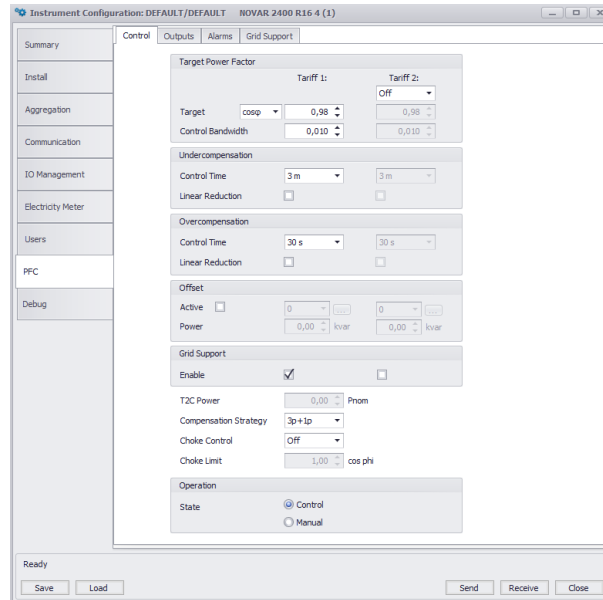 Instrument Configuration: DEFAULT/DEFAULT NOVAR 2400 R16 4 (1)
Summary
Install
Aggregation
Communication
IO Management
Electricity Meter
Users
PFC
Debug
Control Outputs Alarms Grid Support
Target Power Factor
Tariff 1: Tariff 2:
Off
Target cosφ 0,98 0,98
Control Bandwidth 0,010 0,010
Undercompensation
Control Time 3 m 3 m
Linear Reduction
Overcompensation
Control Time 30 s 30 s
Linear Reduction
Offset
Active 0 ... 0 ...
Power 0,00 kvar 0,00 kvar
Grid Support
Enable
T2C Power 0,00 Pnom
Compensation Strategy 3p+1p
Choke Control Off
Choke Limit 1,00 cos phi
Operation
State Control
Manual
Ready
Save Load Send Receive Close